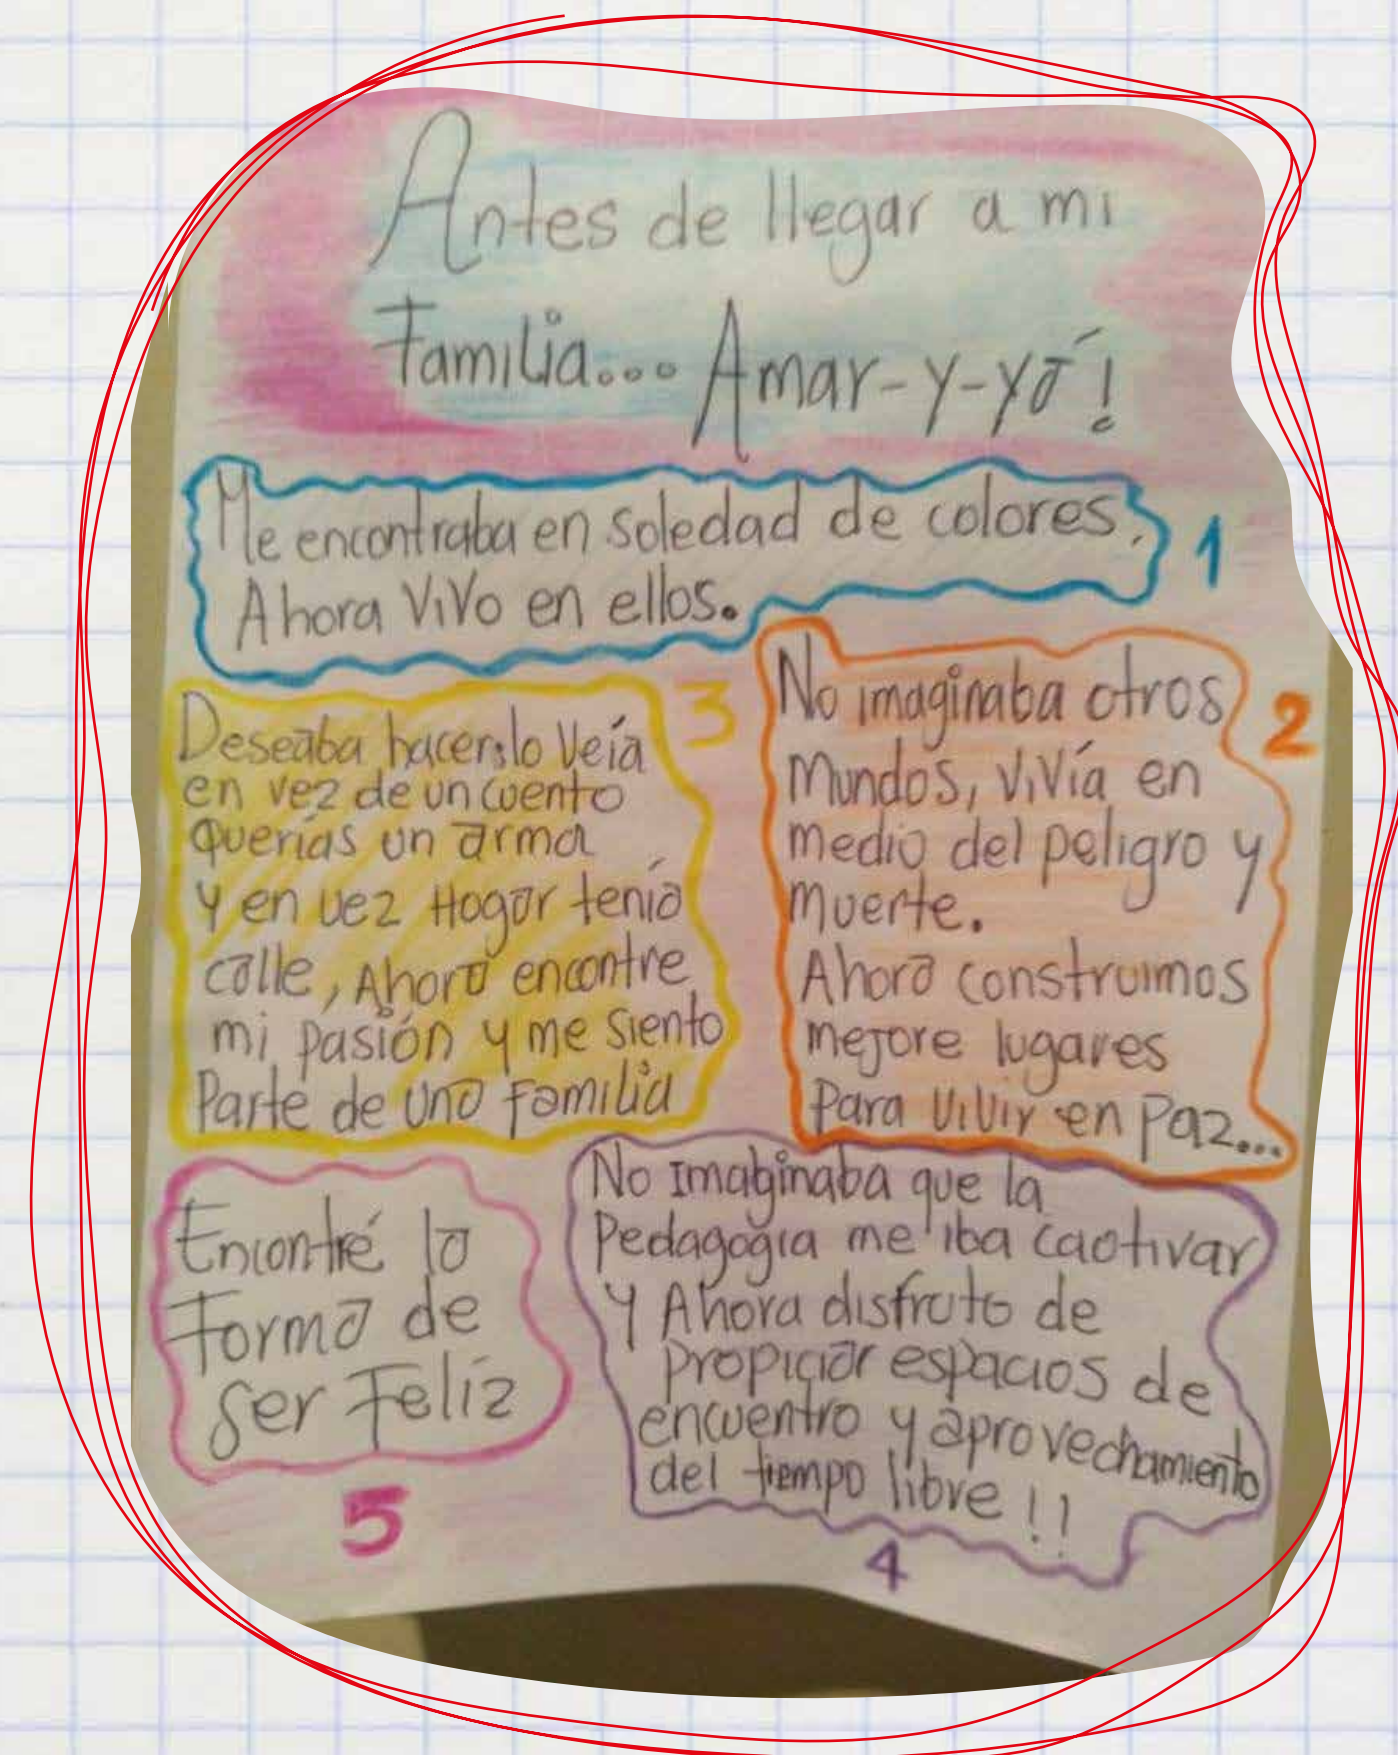 Antes de llegar a mi
Familia... Amar-y-yó!
Me encontraba en soledad de colores,
Ahora vivo en ellos.
1
No imaginaba otros
mundos, vivía en
medio del peligro y
muerte.
Ahora construimos
mejore lugares
para vivir en paz...
2
Deseaba hacerlo veía
en vez de un cuento
querías un arma
y en vez Hogar tenía
calle, Ahora encontre
mi pasión y me siento
Parte de una familia
3
No Imaginaba que la
Pedagogía me iba caotivar
y Ahora disfruto de
propiciar espacios de
encuentro y aprovechamiento
del tiempo libre !!
4
Encontré la
Forma de
ser Feliz
5